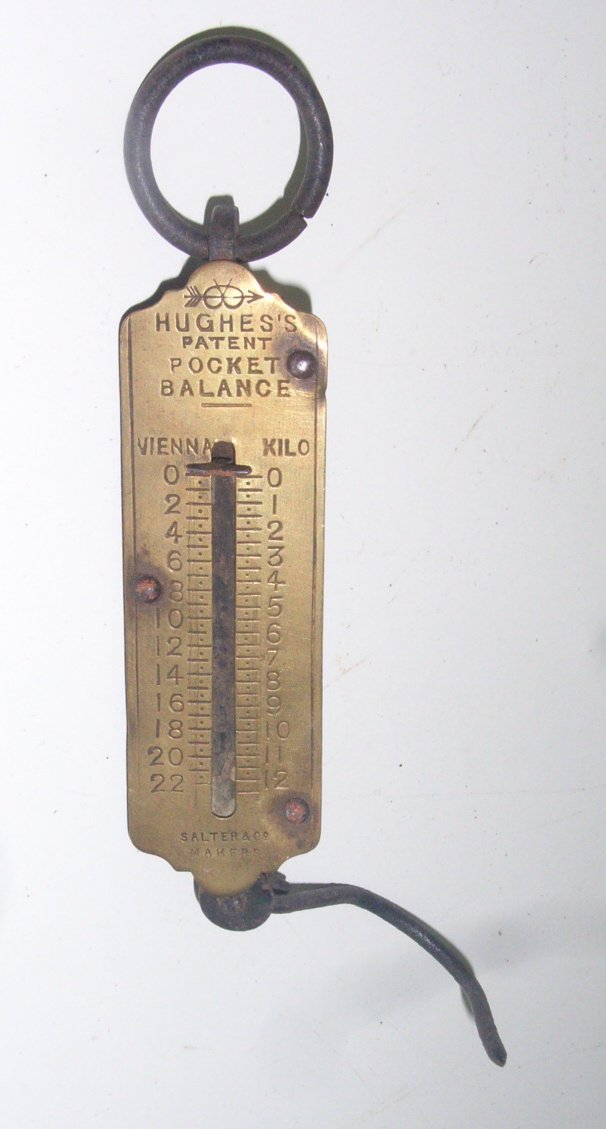 HUGHES'S
PATENT
POCKET
BALANCE
VIENNA KILO
0 0
2 1
4 2
6 3
8 4
10 5
12 6
14 7
16 8
18 9
20 10
22 11
12
SALTER & CO
MAKERS